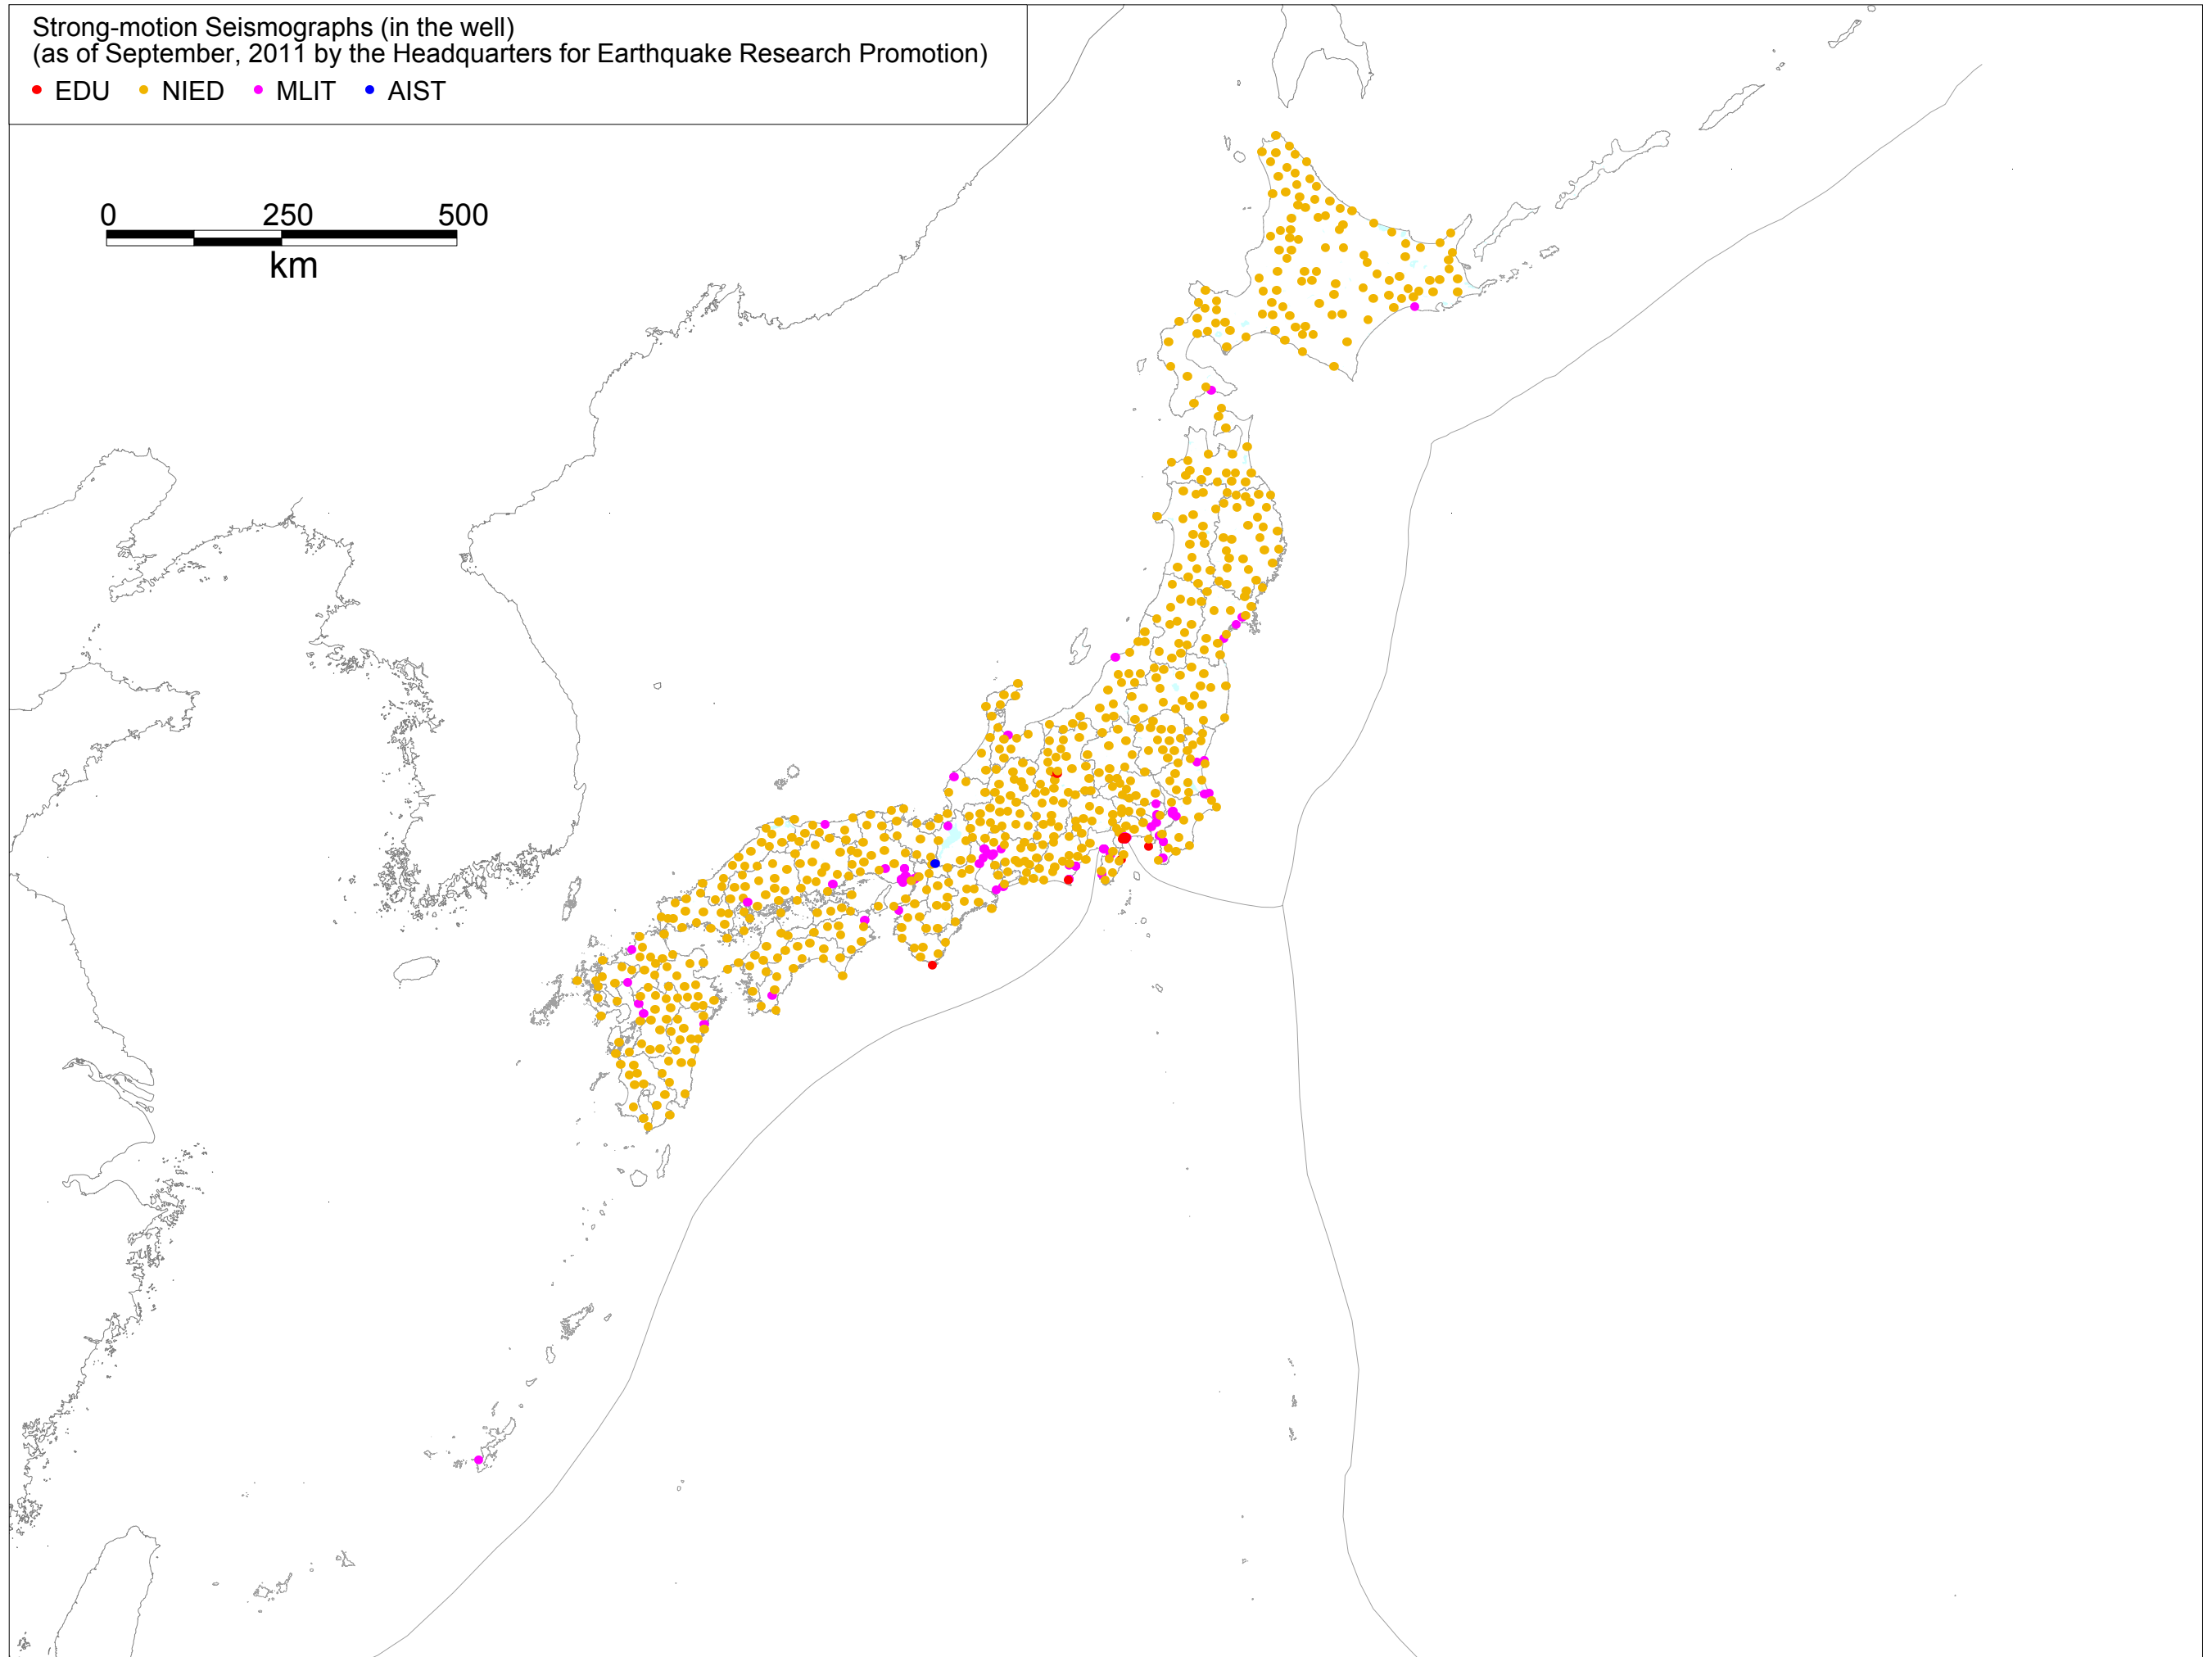 Strong-motion Seismographs (in the well)
(as of September, 2011 by the Headquarters for Earthquake Research Promotion)
EDU NIED MLIT AIST
0 250 500
km